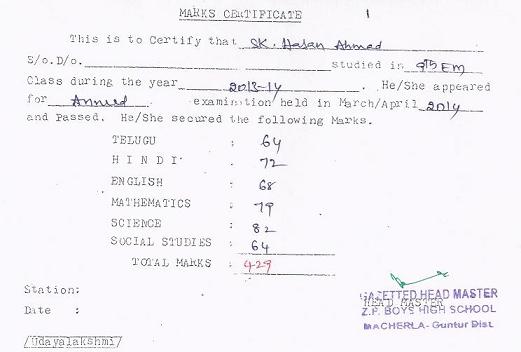 MARKS CERTIFICATE
This is to Certify that SK. Hasan Ahmed
S/o.D/o. studied in 9th EM
Class during the year 2013-14. He/She appeared
for Annual examination held in March/April 2014
and Passed. He/She secured the following Marks.
TELUGU : 64
HINDI : 72
ENGLISH : 68
MATHEMATICS : 79
SCIENCE : 82
SOCIAL STUDIES : 64
TOTAL MARKS : 429
Station:
HEAD MASTER
GAZETTED HEAD MASTER
Z.P. BOYS HIGH SCHOOL
MACHERLA- Guntur Dist.
Date :
/Udayalakshmi/